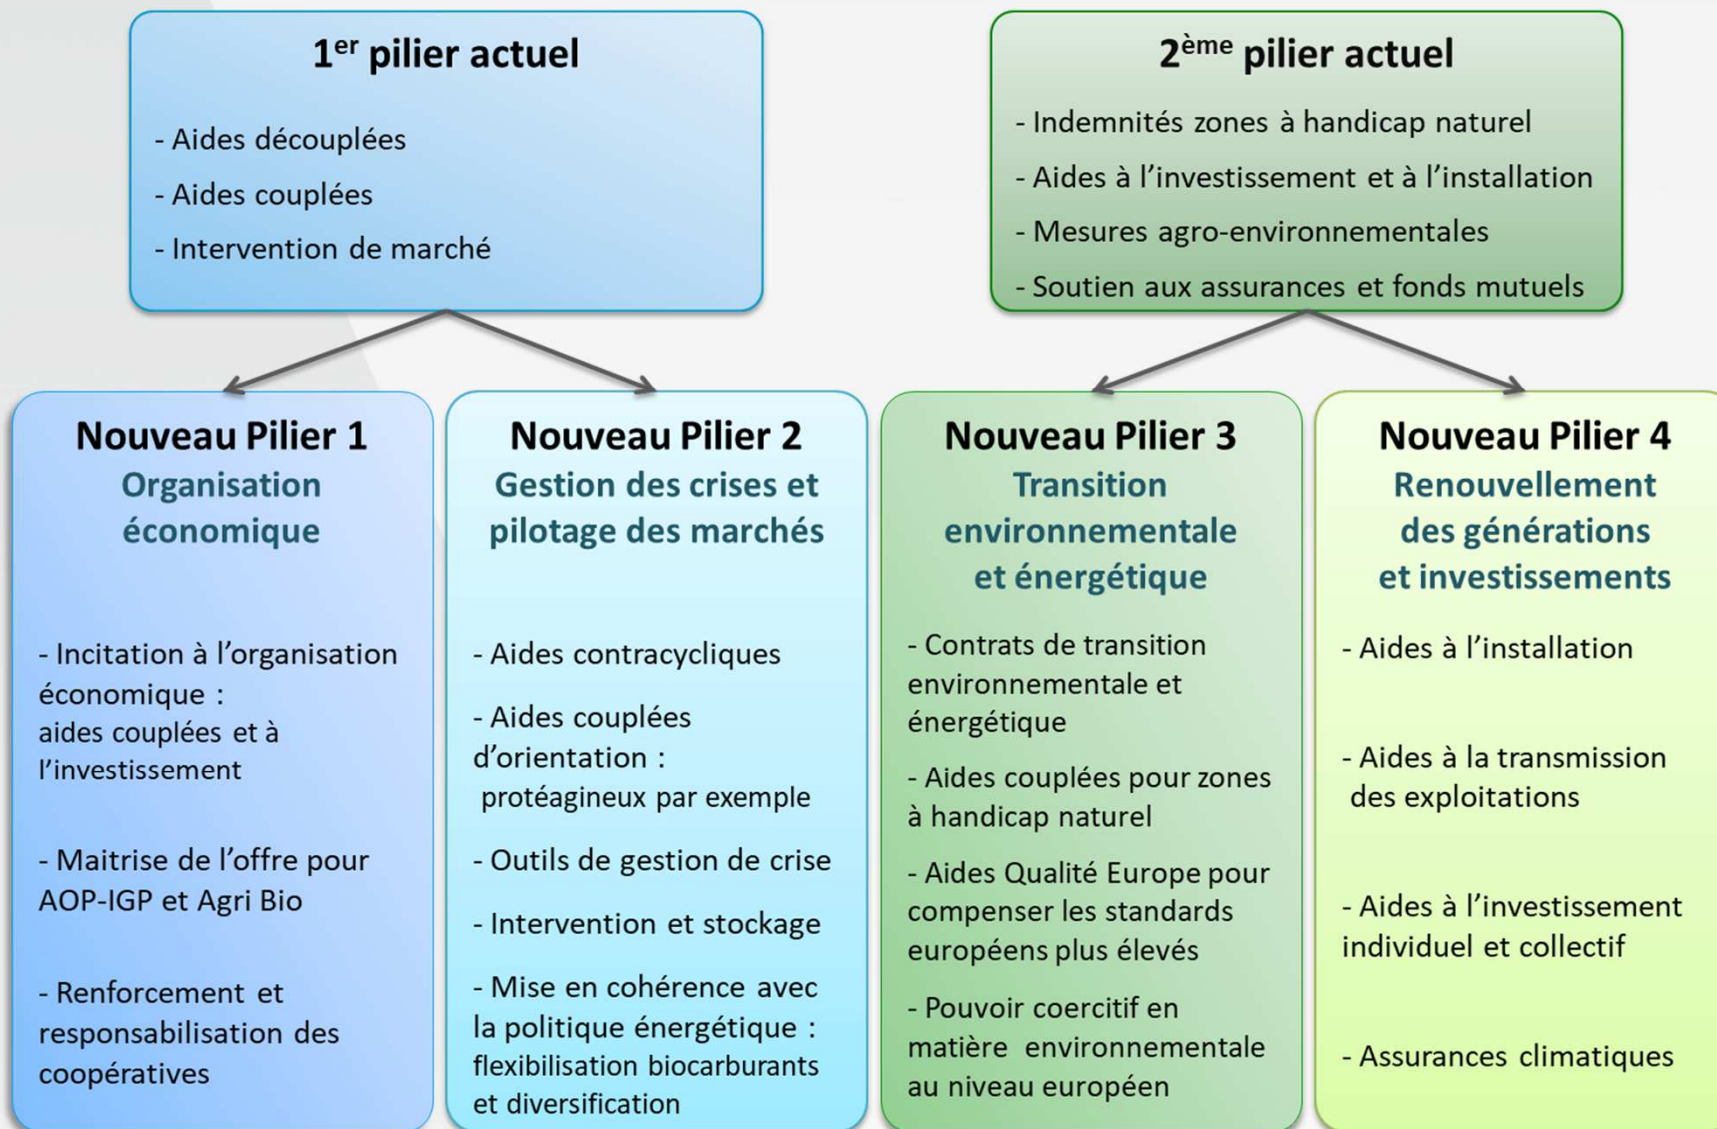 1er pilier actuel
- Aides découplées
- Aides couplées
- Intervention de marché
2ème pilier actuel
- Indemnités zones à handicap naturel
- Aides à l’investissement et à l’installation
- Mesures agro-environnementales
- Soutien aux assurances et fonds mutuels
Nouveau Pilier 1
Organisation
économique
- Incitation à l’organisation
économique :
aides couplées et à
l’investissement
- Maitrise de l’offre pour
AOP-IGP et Agri Bio
- Renforcement et
responsabilisation des
coopératives
Nouveau Pilier 2
Gestion des crises et
pilotage des marchés
- Aides contracycliques
- Aides couplées
d’orientation :
protéagineux par exemple
- Outils de gestion de crise
- Intervention et stockage
- Mise en cohérence avec
la politique énergétique :
flexibilisation biocarburants
et diversification
Nouveau Pilier 3
Transition
environnementale
et énergétique
- Contrats de transition
environnementale et
énergétique
- Aides couplées pour zones
à handicap naturel
- Aides Qualité Europe pour
compenser les standards
européens plus élevés
- Pouvoir coercitif en
matière environnementale
au niveau européen
Nouveau Pilier 4
Renouvellement
des générations
et investissements
- Aides à l’installation
- Aides à la transmission
des exploitations
- Aides à l’investissement
individuel et collectif
- Assurances climatiques